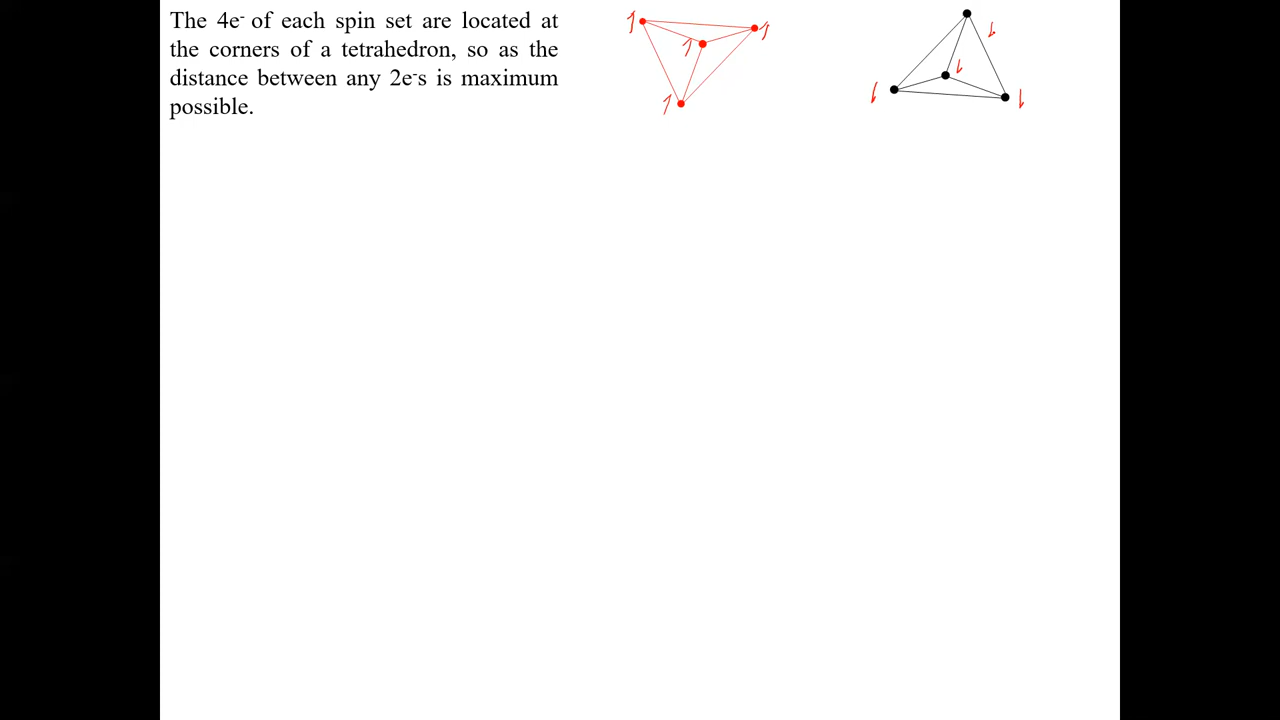 The 4e- of each spin set are located at
the corners of a tetrahedron, so as the
distance between any 2e-s is maximum
possible.